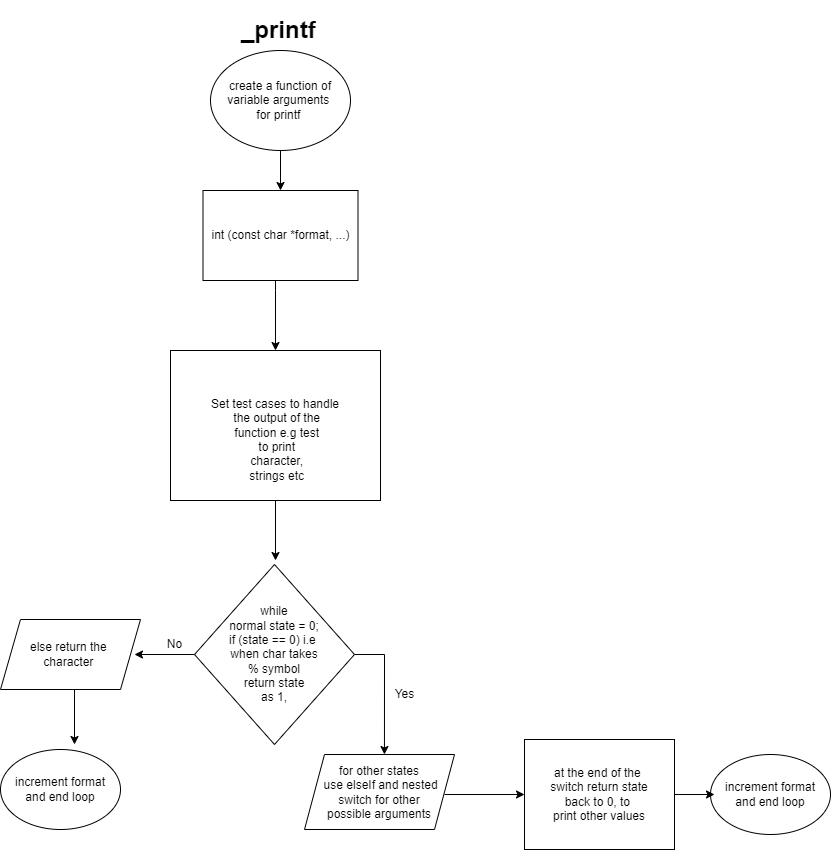 _printf
create a function of
variable arguments
for printf
int (const char *format, ...)
Set test cases to handle
the output of the
function e.g test
to print
character,
strings etc
while
normal state = 0;
if (state == 0) i.e
when char takes
% symbol
return state
as 1,
No
else return the
character
Yes
increment format
and end loop
for other states
use elself and nested
switch for other
possible arguments
at the end of the
switch return state
back to 0, to
print other values
increment format
and end loop